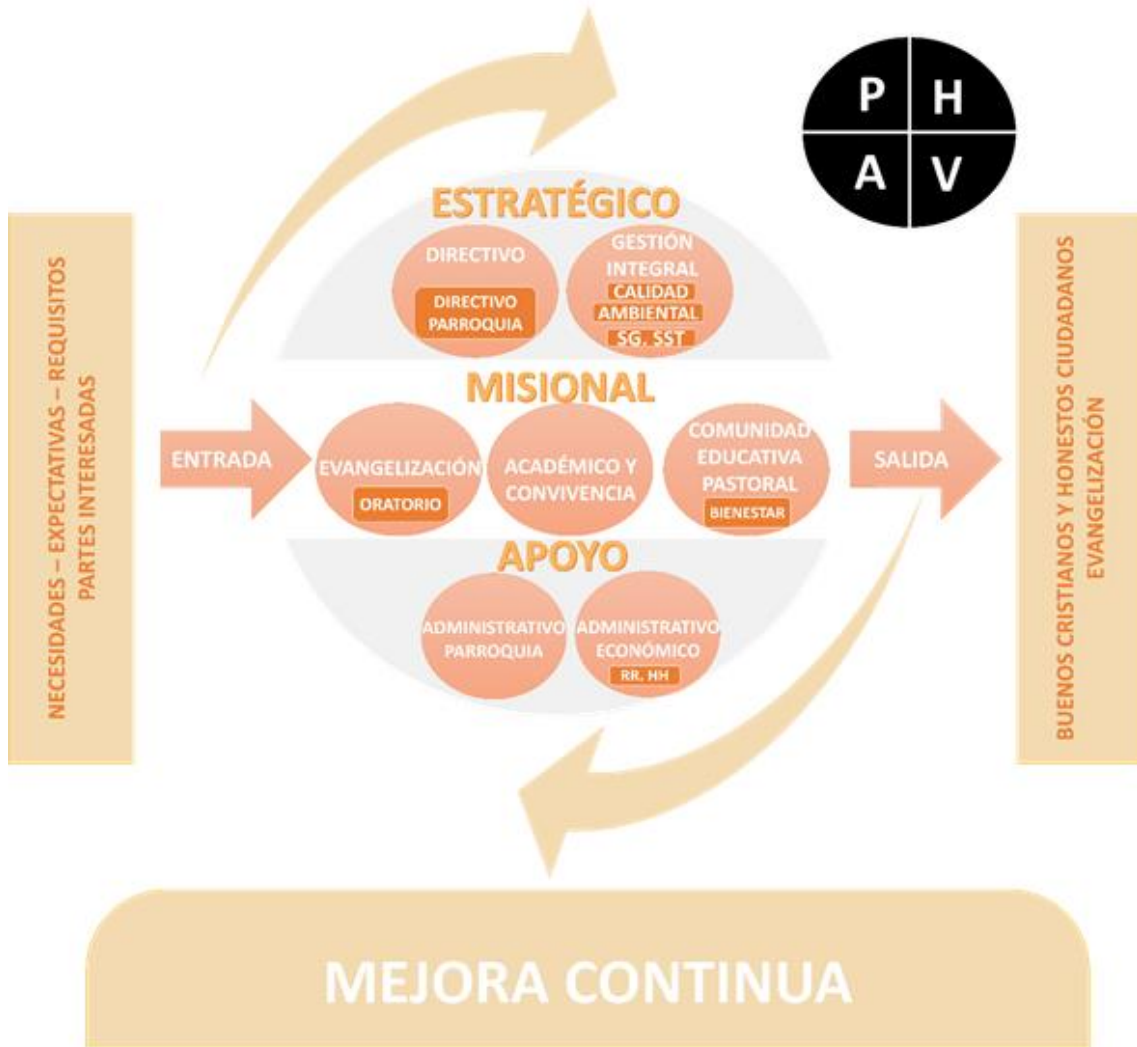 P H
A V
ESTRATÉGICO
DIRECTIVO
DIRECTIVO
PARROQUIA
GESTIÓN
INTEGRAL
CALIDAD
AMBIENTAL
SG. SST
NECESIDADES – EXPECTATIVAS – REQUISITOS
PARTES INTERESADAS
MISIONAL
ENTRADA
EVANGELIZACIÓN
ORATORIO
ACADÉMICO Y
CONVIVENCIA
COMUNIDAD
EDUCATIVA
PASTORAL
BIENESTAR
SALIDA
BUENOS CRISTIANOS Y HONESTOS CIUDADANOS
EVANGELIZACIÓN
APOYO
ADMINISTRATIVO
PARROQUIA
ADMINISTRATIVO
ECONÓMICO
RR. HH
MEJORA CONTINUA